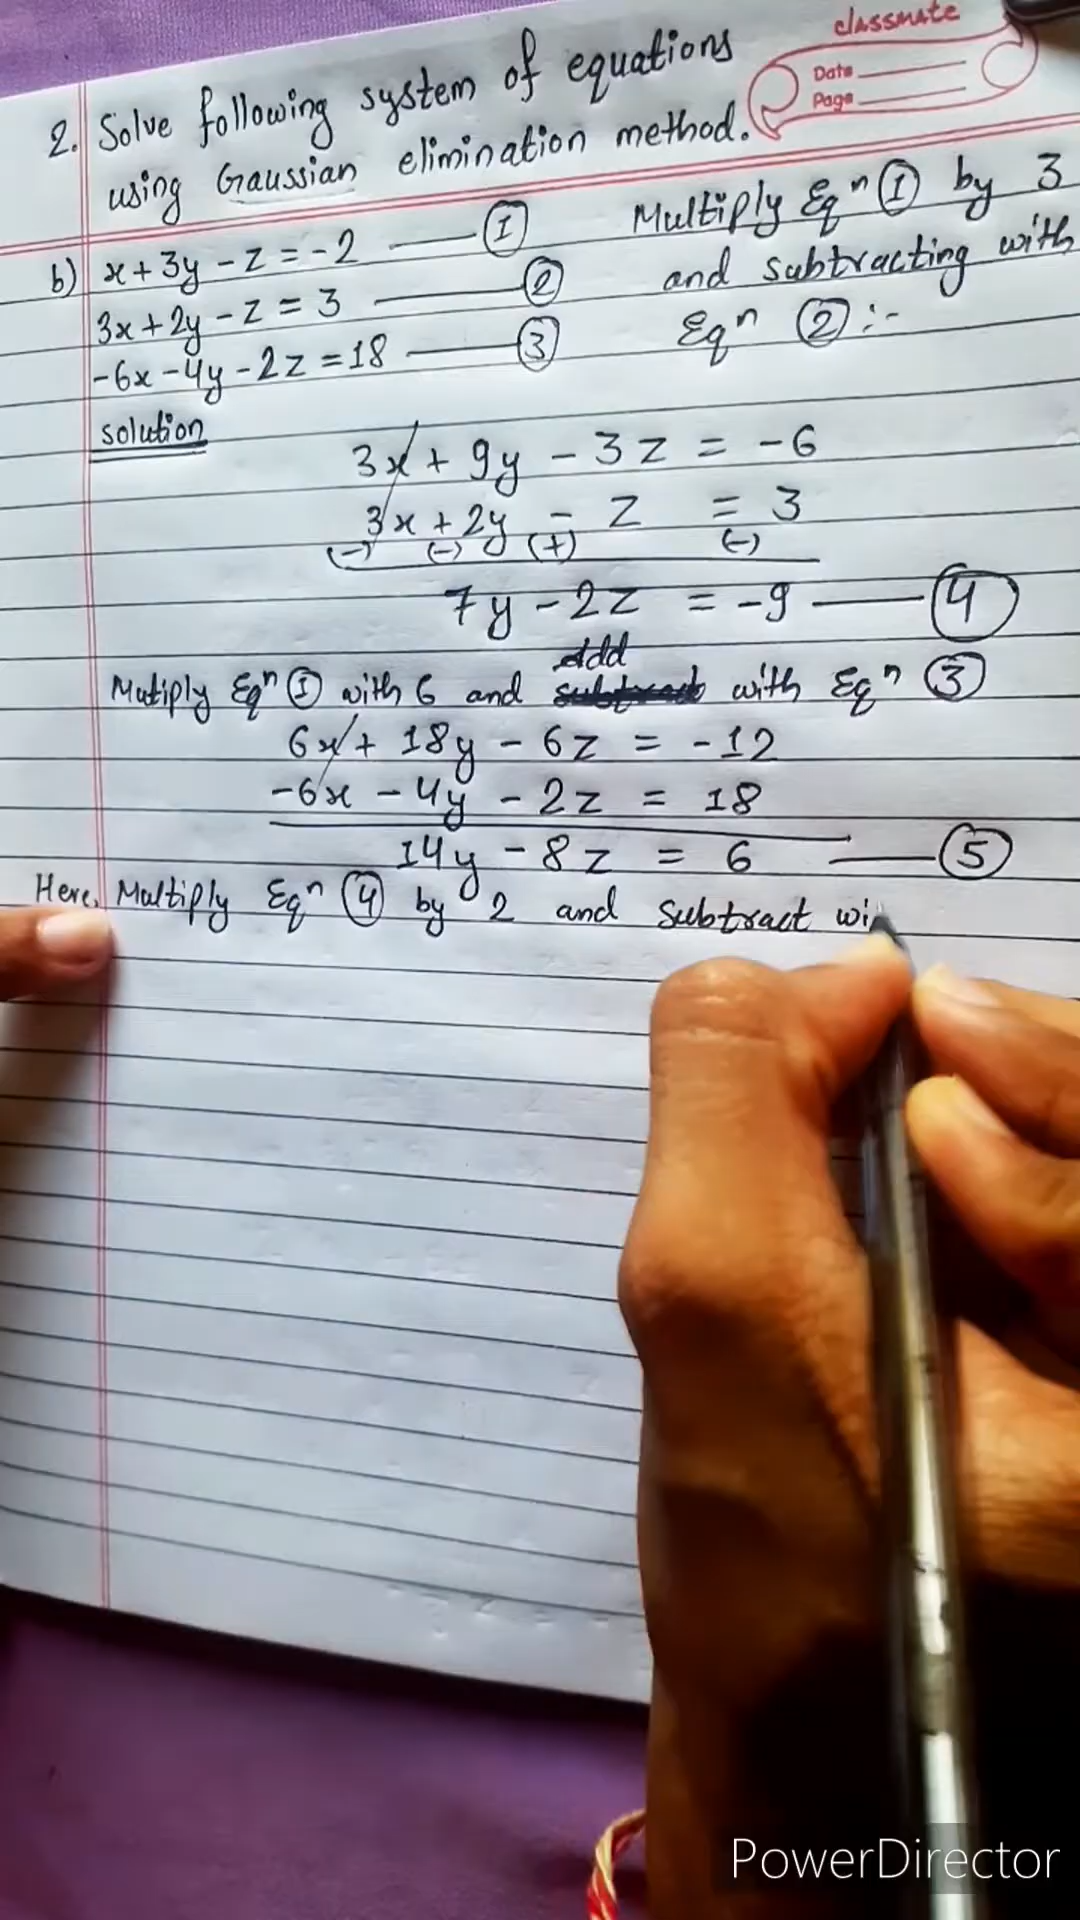 classmate
Date
Page
2. Solve following system of equations
using Gaussian elimination method.
b) x + 3y - z = -2 —— ①
3x + 2y - z = 3 —— ②
-6x - 4y - 2z = 18 —— ③
Multiply Eqⁿ ① by 3
and subtracting with
Eqⁿ ② :-
solution
3x + 9y - 3z = -6
3x + 2y - z = 3
(-) (-) (+) (-)
7y - 2z = -9 —— ④
add
Mutiply Eqⁿ ① with 6 and subtract with Eqⁿ ③
6x + 18y - 6z = -12
-6x - 4y - 2z = 18
14y - 8z = 6 —— ⑤
Here, Multiply Eqⁿ ④ by 2 and subtract wi
PowerDirector